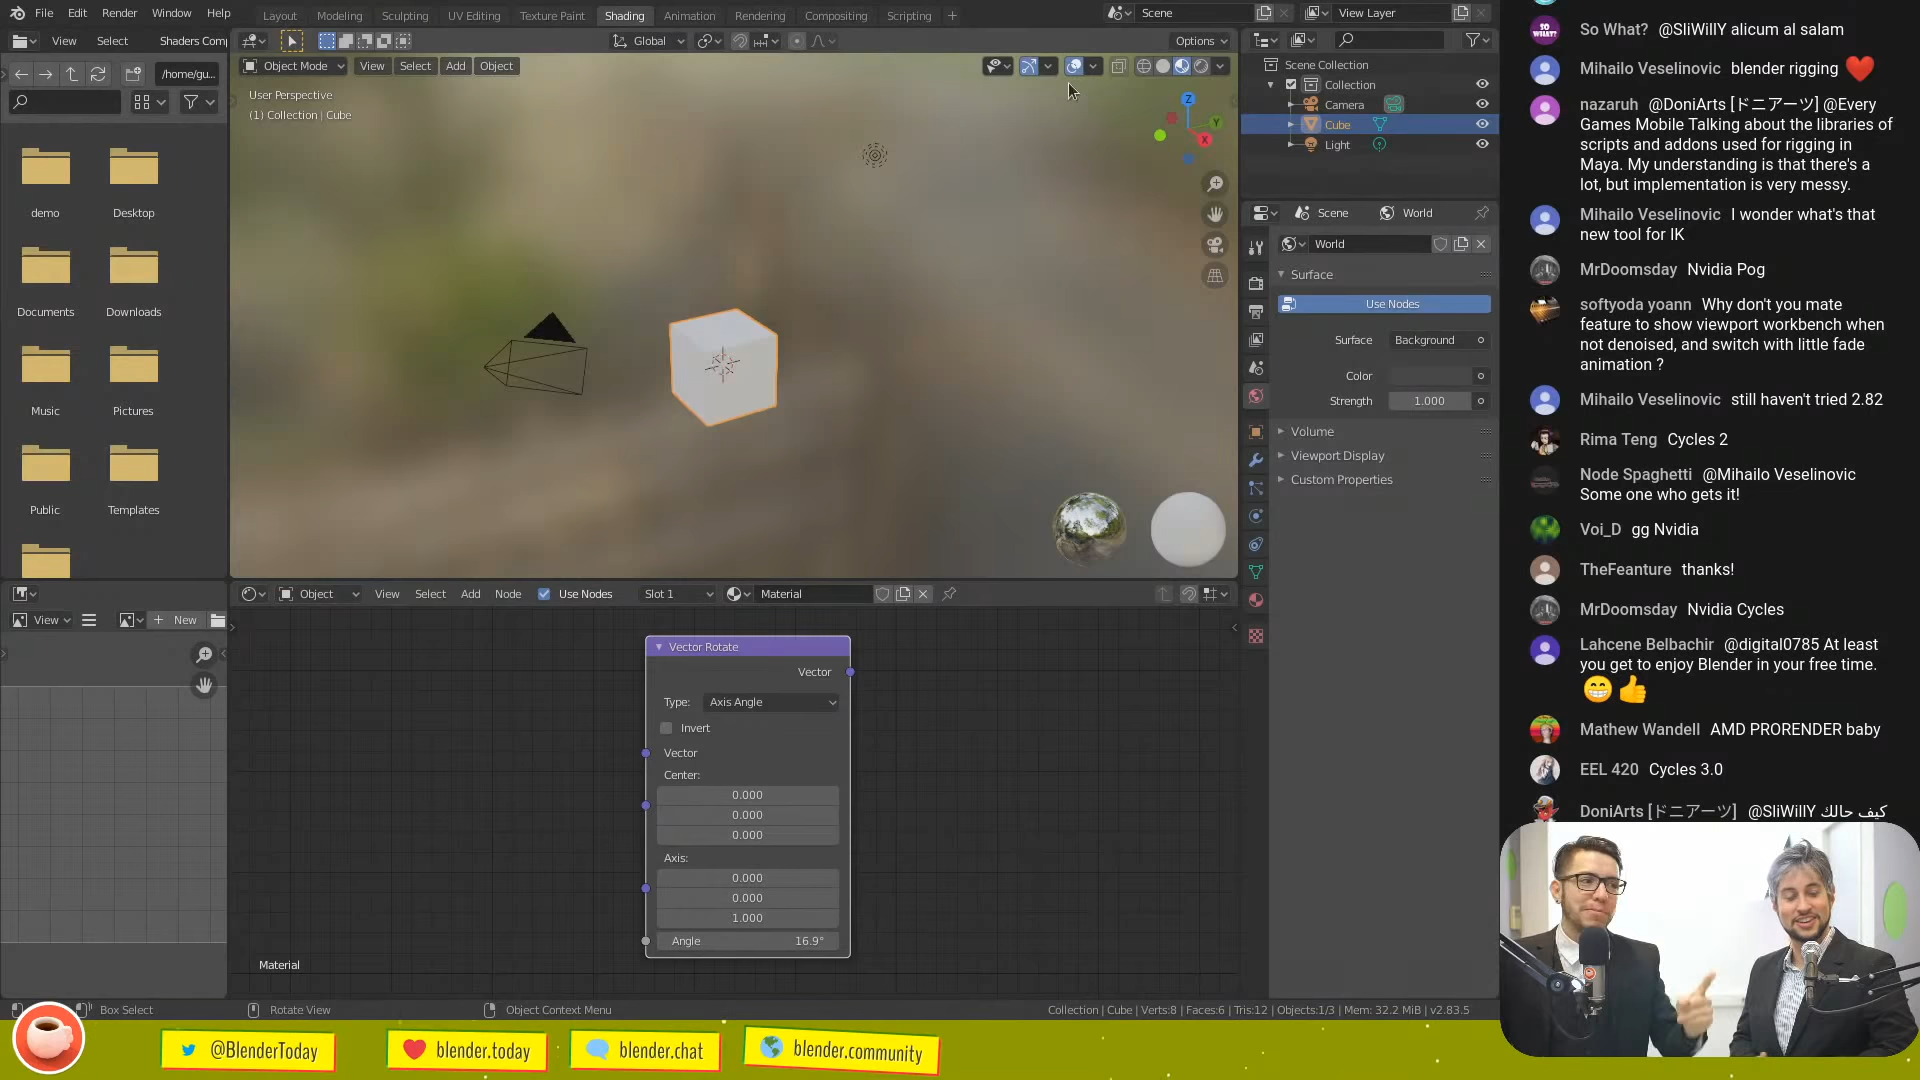 File Edit Render Window Help
Layout Modeling Sculpting UV Editing Texture Paint Shading Animation Rendering Compositing Scripting +
Scene
View Layer
View Select Shaders Comp
Global
Options
/home/gu...
Object Mode View Select Add Object
User Perspective
(1) Collection | Cube
Z
Y
X
demo
Desktop
Documents
Downloads
Music
Pictures
Public
Templates
Scene Collection
Collection
Camera
Cube
Light
Scene World
World
Surface
Use Nodes
Surface Background
Color
Strength 1.000
Volume
Viewport Display
Custom Properties
Object View Select Add Node Use Nodes Slot 1 Material
View
+ New
Vector Rotate
Vector
Type: Axis Angle
Invert
Vector
Center:
0.000
0.000
0.000
Axis:
0.000
0.000
1.000
Angle 16.9°
Material
Box Select
Rotate View
Object Context Menu
Collection | Cube | Verts:8 | Faces:6 | Tris:12 | Objects:1/3 | Mem: 32.2 MiB | v2.83.5
SO WHAT?
So What? @SliWillY alicum al salam
Mihailo Veselinovic blender rigging ❤️
nazaruh @DoniArts [ドニアーツ] @Every
Games Mobile Talking about the libraries of
scripts and addons used for rigging in
Maya. My understanding is that there's a
lot, but implementation is very messy.
Mihailo Veselinovic I wonder what's that
new tool for IK
MrDoomsday Nvidia Pog
softyoda yoann Why don't you mate
feature to show viewport workbench when
not denoised, and switch with little fade
animation ?
Mihailo Veselinovic still haven't tried 2.82
Rima Teng Cycles 2
Node Spaghetti @Mihailo Veselinovic
Some one who gets it!
Voi_D gg Nvidia
TheFeanture thanks!
MrDoomsday Nvidia Cycles
Lahcene Belbachir @digital0785 At least
you get to enjoy Blender in your free time.
😁👍
Mathew Wandell AMD PRORENDER baby
EEL 420 Cycles 3.0
DoniArts [ドニアーツ] @SliWillY كيف حالك
@BlenderToday
blender.today
blender.chat
blender.community